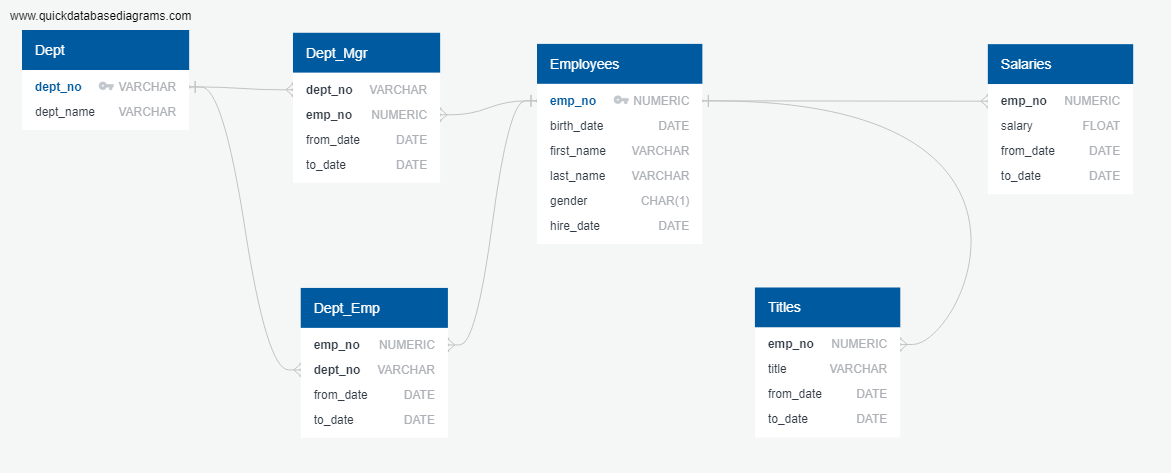 www.quickdatabasediagrams.com
Dept
dept_no VARCHAR
dept_name VARCHAR
Dept_Mgr
dept_no VARCHAR
emp_no NUMERIC
from_date DATE
to_date DATE
Employees
emp_no NUMERIC
birth_date DATE
first_name VARCHAR
last_name VARCHAR
gender CHAR(1)
hire_date DATE
Salaries
emp_no NUMERIC
salary FLOAT
from_date DATE
to_date DATE
Dept_Emp
emp_no NUMERIC
dept_no VARCHAR
from_date DATE
to_date DATE
Titles
emp_no NUMERIC
title VARCHAR
from_date DATE
to_date DATE